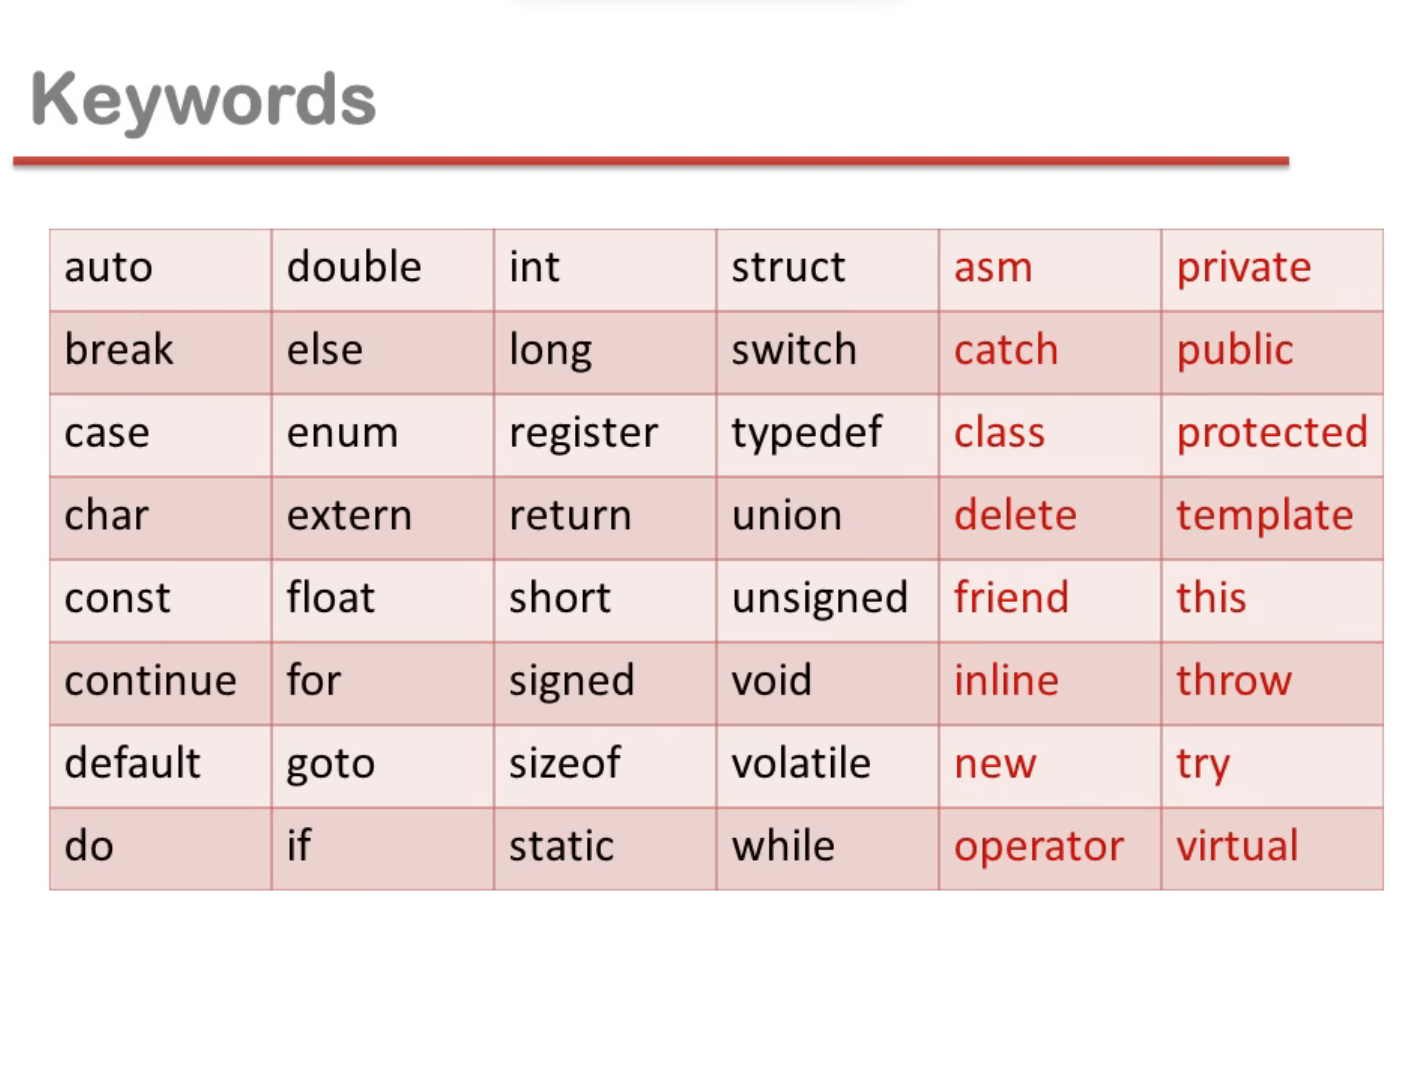 Keywords
auto double int struct asm private
break else long switch catch public
case enum register typedef class protected
char extern return union delete template
const float short unsigned friend this
continue for signed void inline throw
default goto sizeof volatile new try
do if static while operator virtual